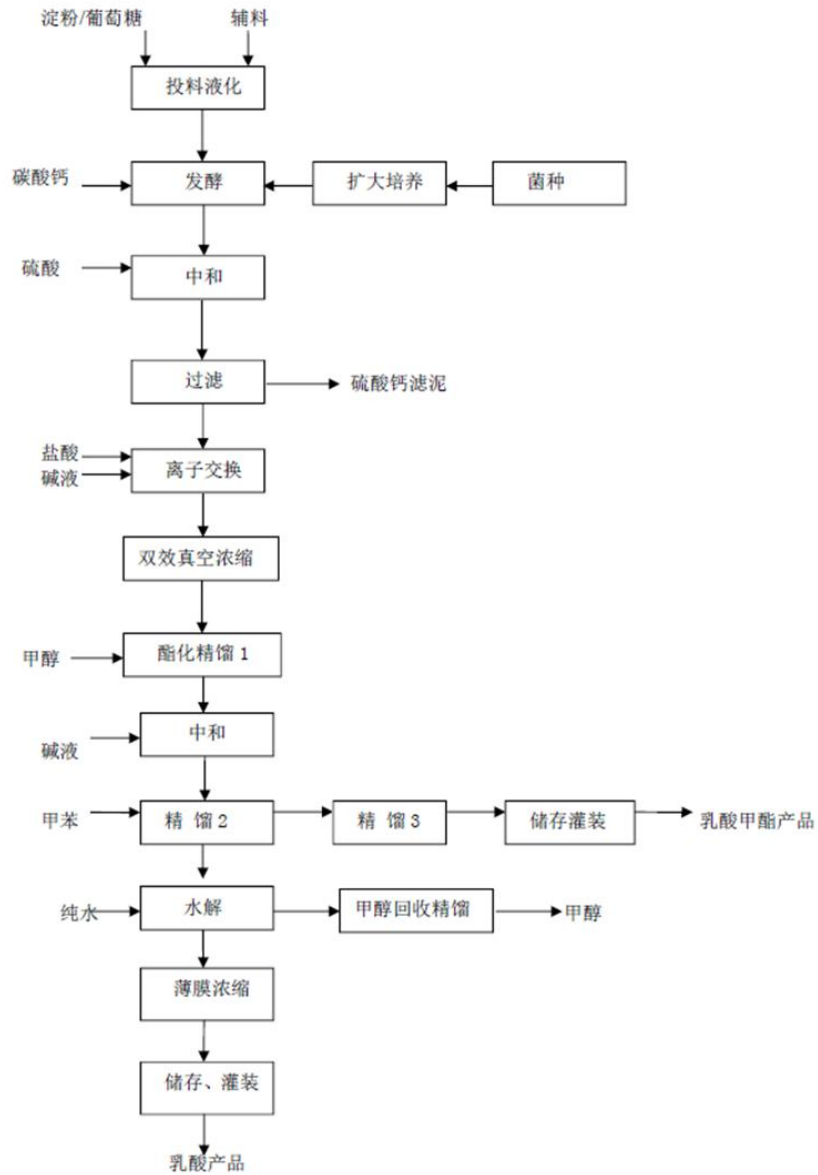 淀粉/葡萄糖
辅料
投料液化
碳酸钙
发酵
扩大培养
菌种
硫酸
中和
过滤
硫酸钙滤泥
盐酸
碱液
离子交换
双效真空浓缩
甲醇
酯化精馏1
碱液
中和
甲苯
精 馏2
精 馏3
储存灌装
乳酸甲酯产品
纯水
水解
甲醇回收精馏
甲醇
薄膜浓缩
储存、灌装
乳酸产品